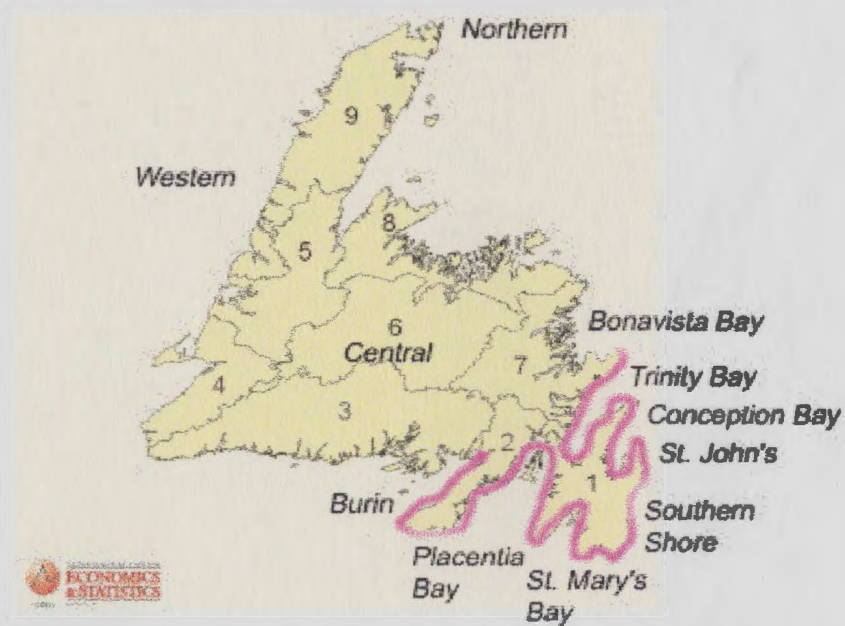 Northern
9
Western
8
5
Bonavista Bay
6
Central
7
Trinity Bay
4
Conception Bay
3
2
St. John's
1
Burin
Southern
Shore
Placentia
Bay
St. Mary's
Bay
ECONOMICS
& STATISTICS